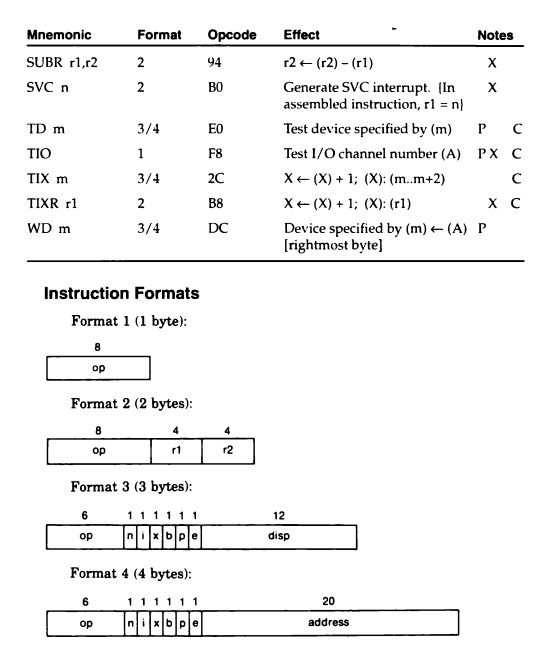 Mnemonic Format Opcode Effect Notes
SUBR r1,r2 2 94 r2 ← (r2) – (r1) X
SVC n 2 B0 Generate SVC interrupt. {In X
assembled instruction, r1 = n}
TD m 3/4 E0 Test device specified by (m) P C
TIO 1 F8 Test I/O channel number (A) P X C
TIX m 3/4 2C X ← (X) + 1; (X): (m..m+2) C
TIXR r1 2 B8 X ← (X) + 1; (X): (r1) X C
WD m 3/4 DC Device specified by (m) ← (A) P
[rightmost byte]
Instruction Formats
Format 1 (1 byte):
8
op
Format 2 (2 bytes):
8 4 4
op r1 r2
Format 3 (3 bytes):
6 1 1 1 1 1 1 12
op n i x b p e disp
Format 4 (4 bytes):
6 1 1 1 1 1 1 20
op n i x b p e address